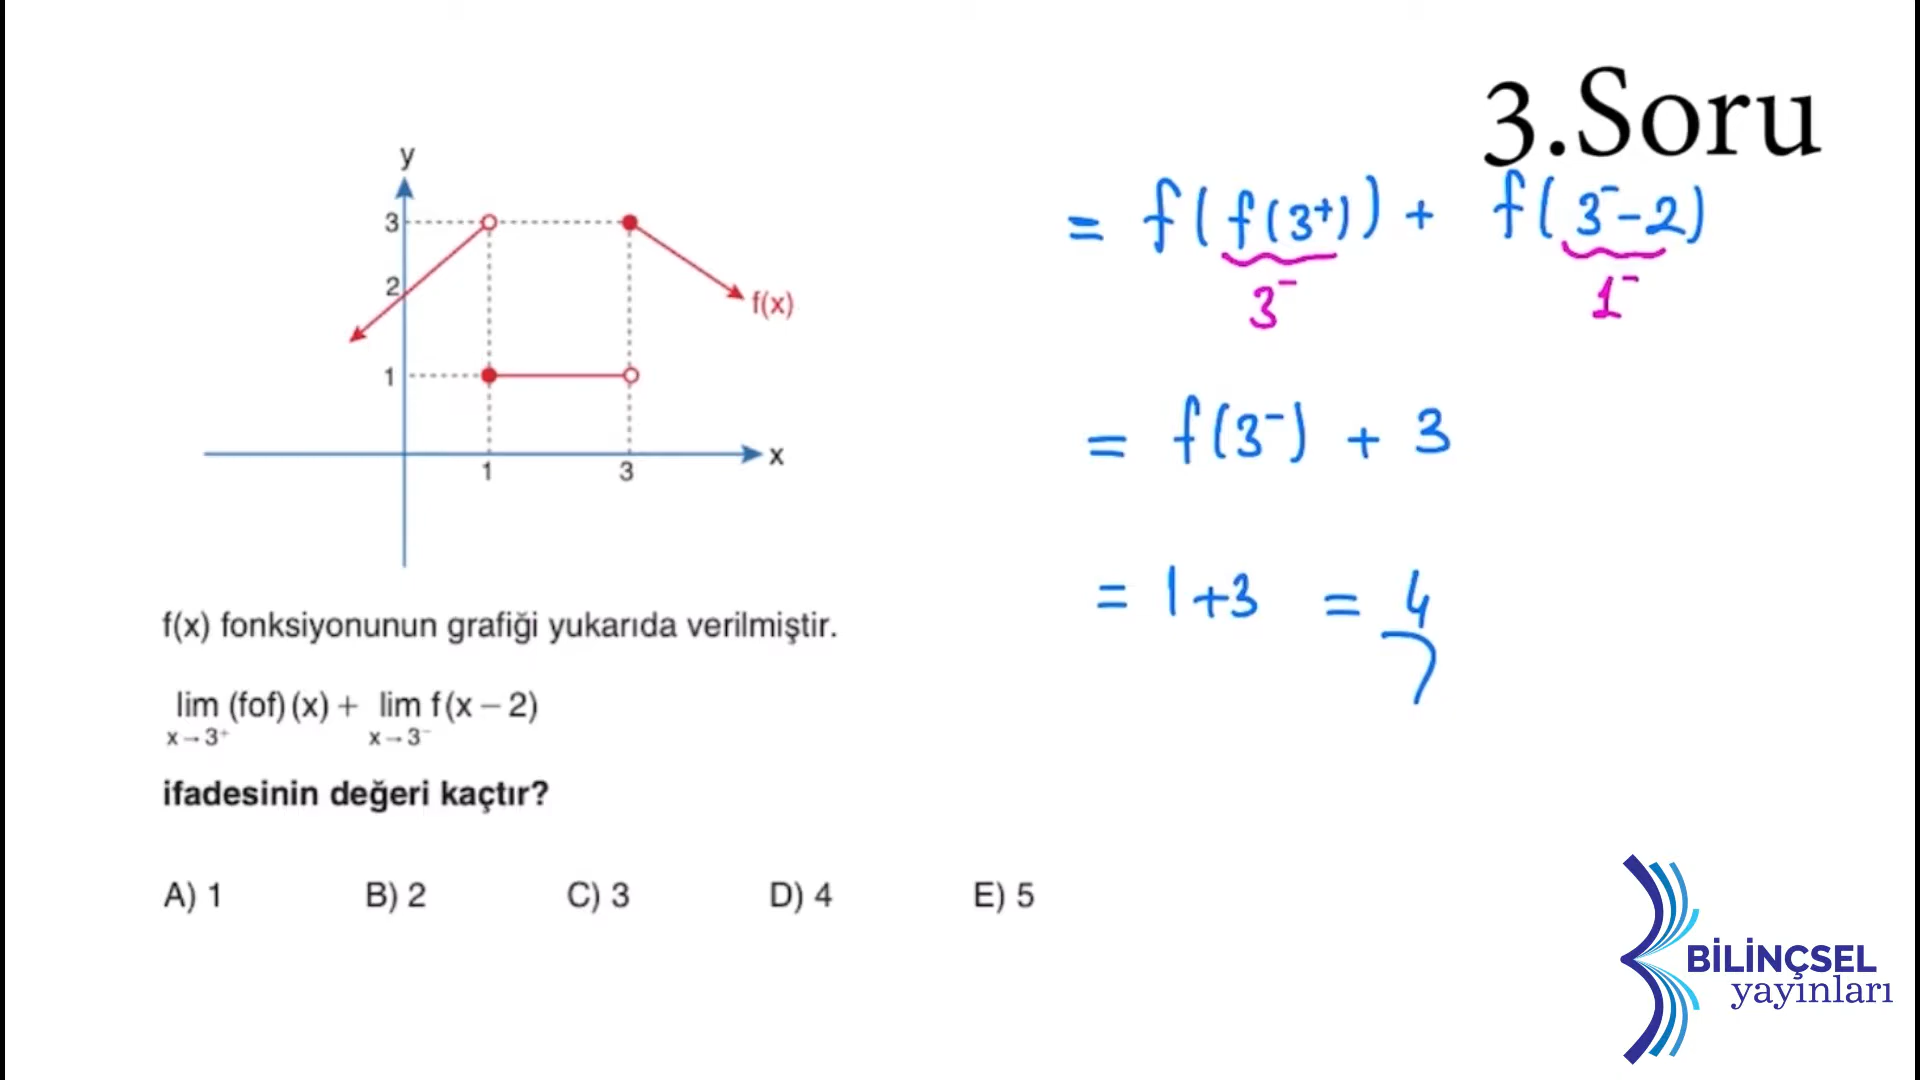 3.Soru
y
3
2
1
f(x)
x
1 3
f(x) fonksiyonunun grafiği yukarıda verilmiştir.
lim (fof)(x) + lim f(x − 2)
x→3⁺ x→3⁻
ifadesinin değeri kaçtır?
A) 1 B) 2 C) 3 D) 4 E) 5
= f(f(3⁺)) + f(3⁻−2)
3⁻ 1⁻
= f(3⁻) + 3
= 1+3 = 4
BİLİNÇSEL
yayınları